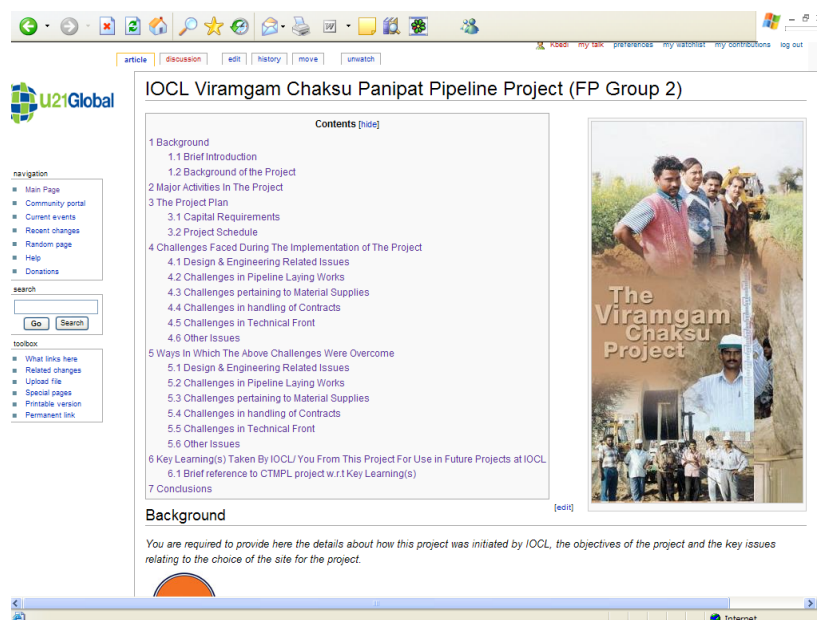 Kbedi my talk preferences my watchlist my contributions log out
article discussion edit history move unwatch
U21Global
IOCL Viramgam Chaksu Panipat Pipeline Project (FP Group 2)
Contents [hide]
1 Background
1.1 Brief Introduction
1.2 Background of the Project
2 Major Activities In The Project
3 The Project Plan
3.1 Capital Requirements
3.2 Project Schedule
4 Challenges Faced During The Implementation of The Project
4.1 Design & Engineering Related Issues
4.2 Challenges in Pipeline Laying Works
4.3 Challenges pertaining to Material Supplies
4.4 Challenges in handling of Contracts
4.5 Challenges in Technical Front
4.6 Other Issues
5 Ways In Which The Above Challenges Were Overcome
5.1 Design & Engineering Related Issues
5.2 Challenges in Pipeline Laying Works
5.3 Challenges pertaining to Material Supplies
5.4 Challenges in handling of Contracts
5.5 Challenges in Technical Front
5.6 Other Issues
6 Key Learning(s) Taken By IOCL/ You From This Project For Use in Future Projects at IOCL
6.1 Brief reference to CTMPL project w.r.t Key Learning(s)
7 Conclusions
The
Viramgam
Chaksu
Project
navigation
Main Page
Community portal
Current events
Recent changes
Random page
Help
Donations
search
Go Search
toolbox
What links here
Related changes
Upload file
Special pages
Printable version
Permanent link
[edit]
Background
You are required to provide here the details about how this project was initiated by IOCL, the objectives of the project and the key issues
relating to the choice of the site for the project.
Internet